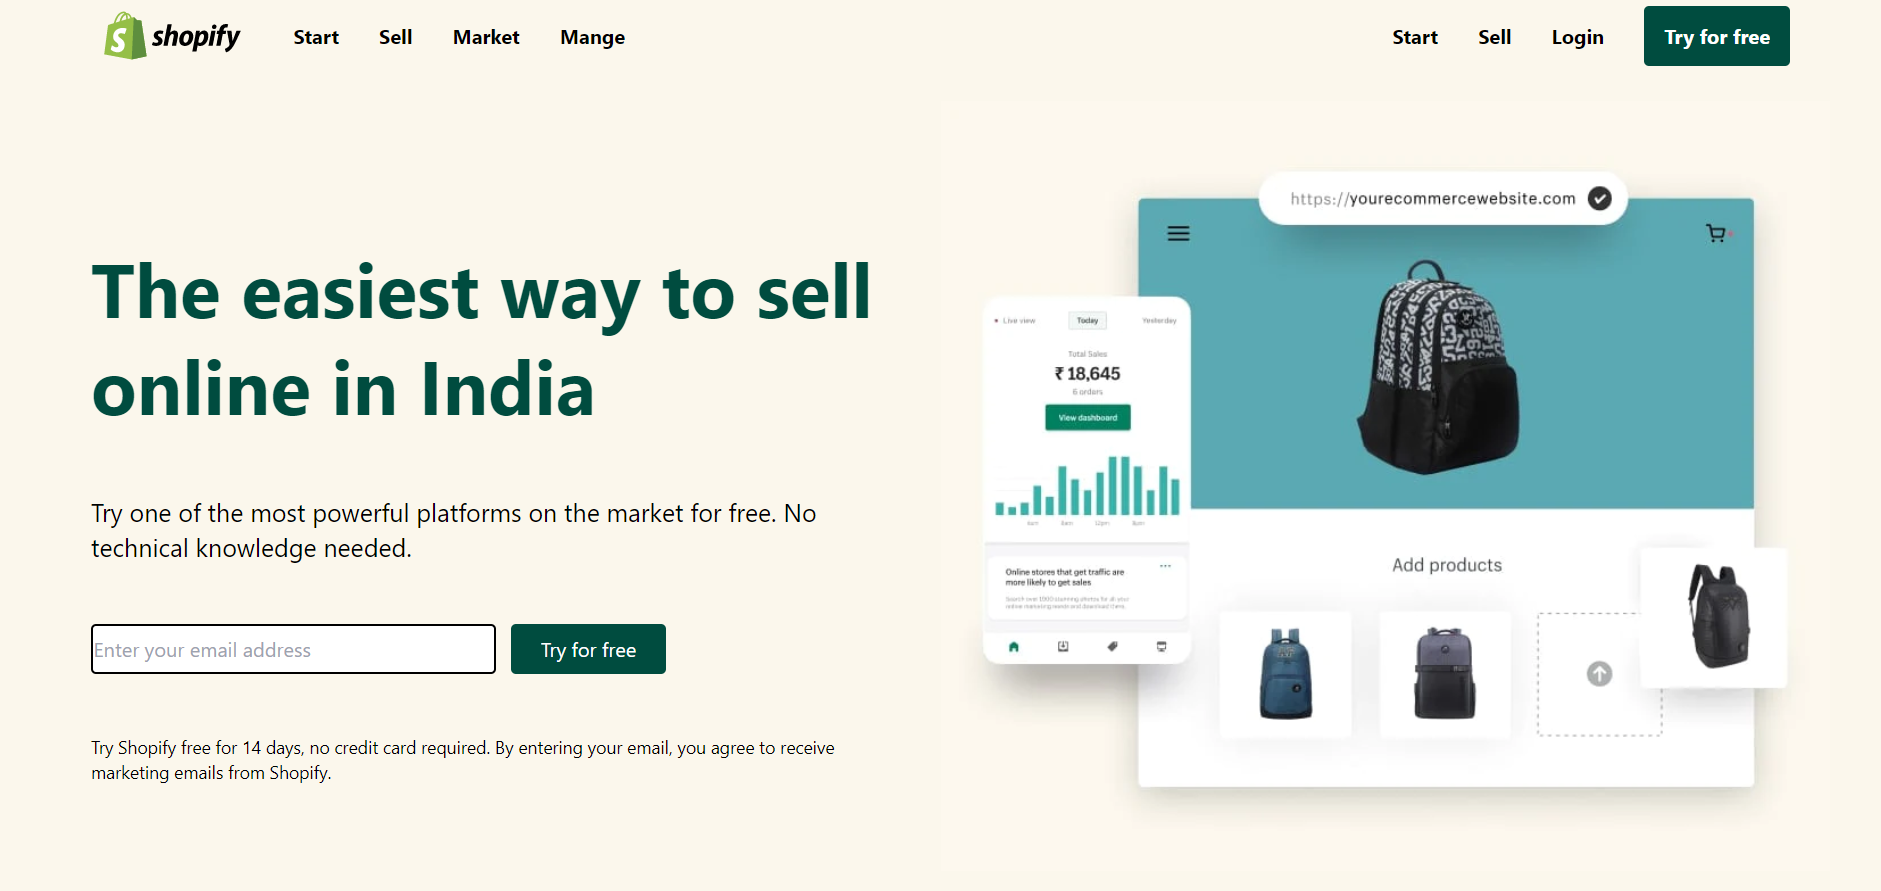 shopify
Start Sell Market Mange
Start Sell Login Try for free
The easiest way to sell
online in India
Try one of the most powerful platforms on the market for free. No
technical knowledge needed.
Enter your email address
Try for free
Try Shopify free for 14 days, no credit card required. By entering your email, you agree to receive
marketing emails from Shopify.
https://yourecommercewebsite.com
Live view Today Yesterday
Total Sales
₹ 18,645
6 orders
View dashboard
12pm
Online stores that get traffic are
more likely to get sales
Add products